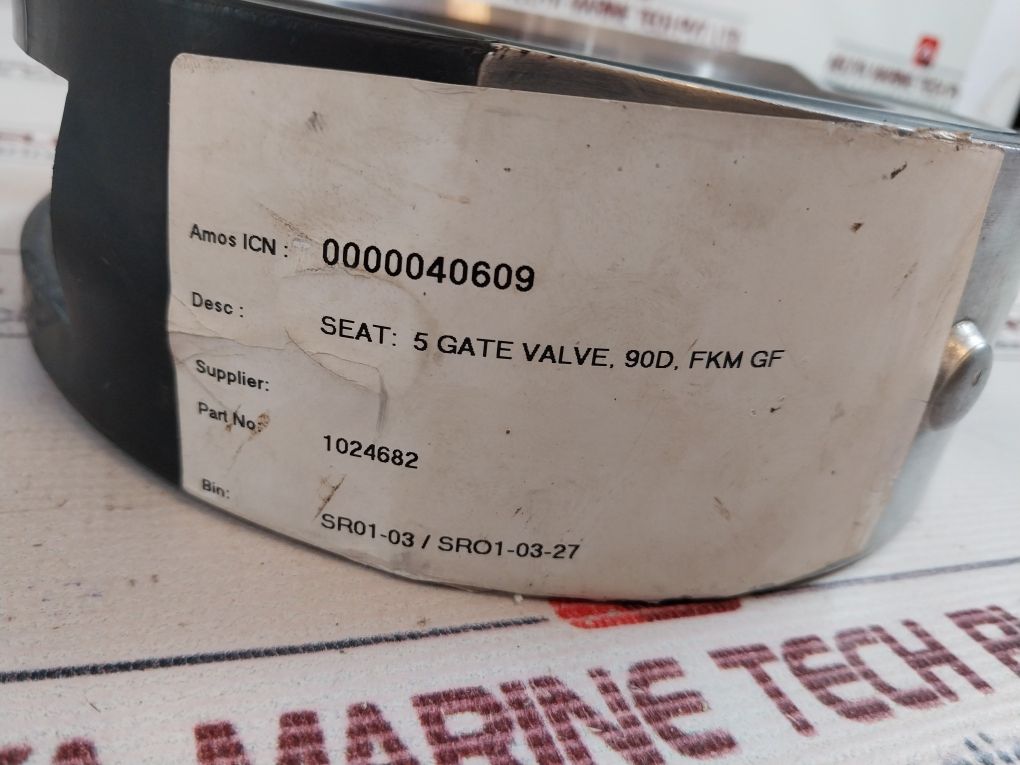 Amos ICN : 0000040609
Desc : SEAT: 5 GATE VALVE, 90D, FKM GF
Supplier:
Part No: 1024682
Bin: SR01-03 / SRO1-03-27
MARINE TECH